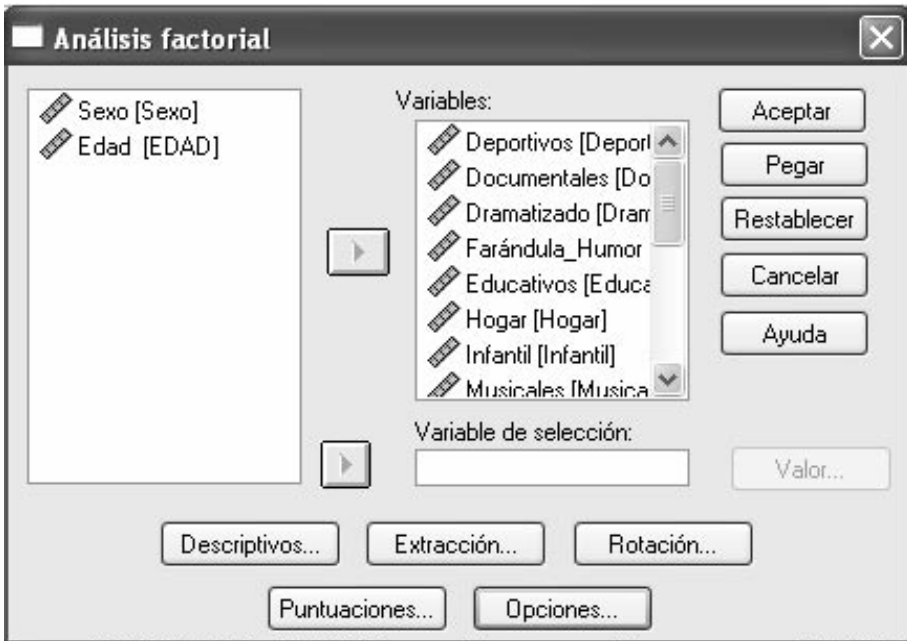 Análisis factorial
Sexo [Sexo]
Edad [EDAD]
Variables:
Deportivos [Deport
Documentales [Do
Dramatizado [Dram
Farándula_Humor
Educativos [Educa
Hogar [Hogar]
Infantil [Infantil]
Musicales [Musica
Variable de selección:
Aceptar
Pegar
Restablecer
Cancelar
Ayuda
Valor...
Descriptivos...
Extracción...
Rotación...
Puntuaciones...
Opciones...